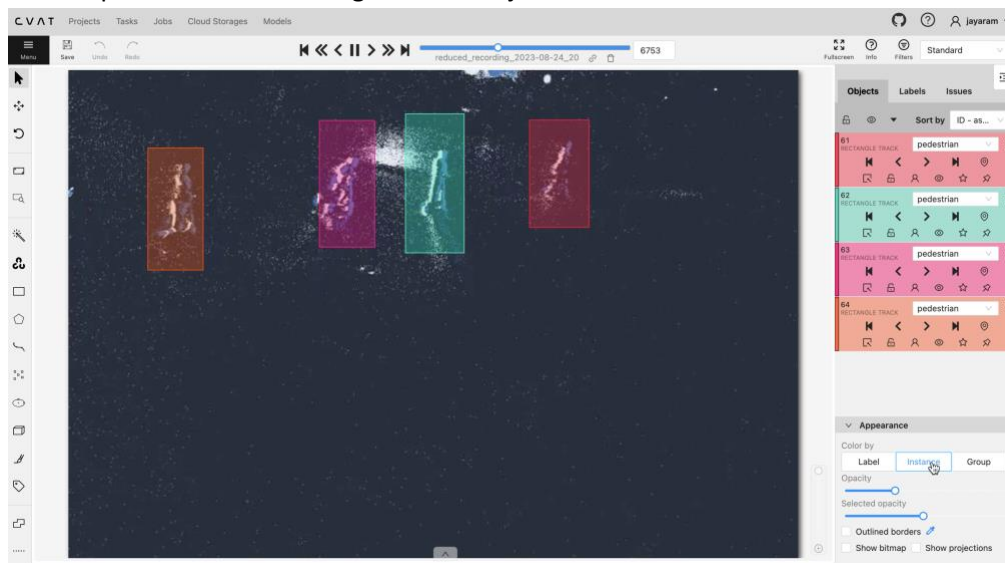 CVAT Projects Tasks Jobs Cloud Storages Models jayaram
Menu Save Undo Redo reduced_recording_2023-08-24_20 6753 Fullscreen Info Filters Standard
Objects Labels Issues
Sort by ID - as...
61 pedestrian
RECTANGLE TRACK
62 pedestrian
RECTANGLE TRACK
63 pedestrian
RECTANGLE TRACK
64 pedestrian
RECTANGLE TRACK
Appearance
Color by
Label Instance Group
Opacity
Selected opacity
Outlined borders
Show bitmap Show projections